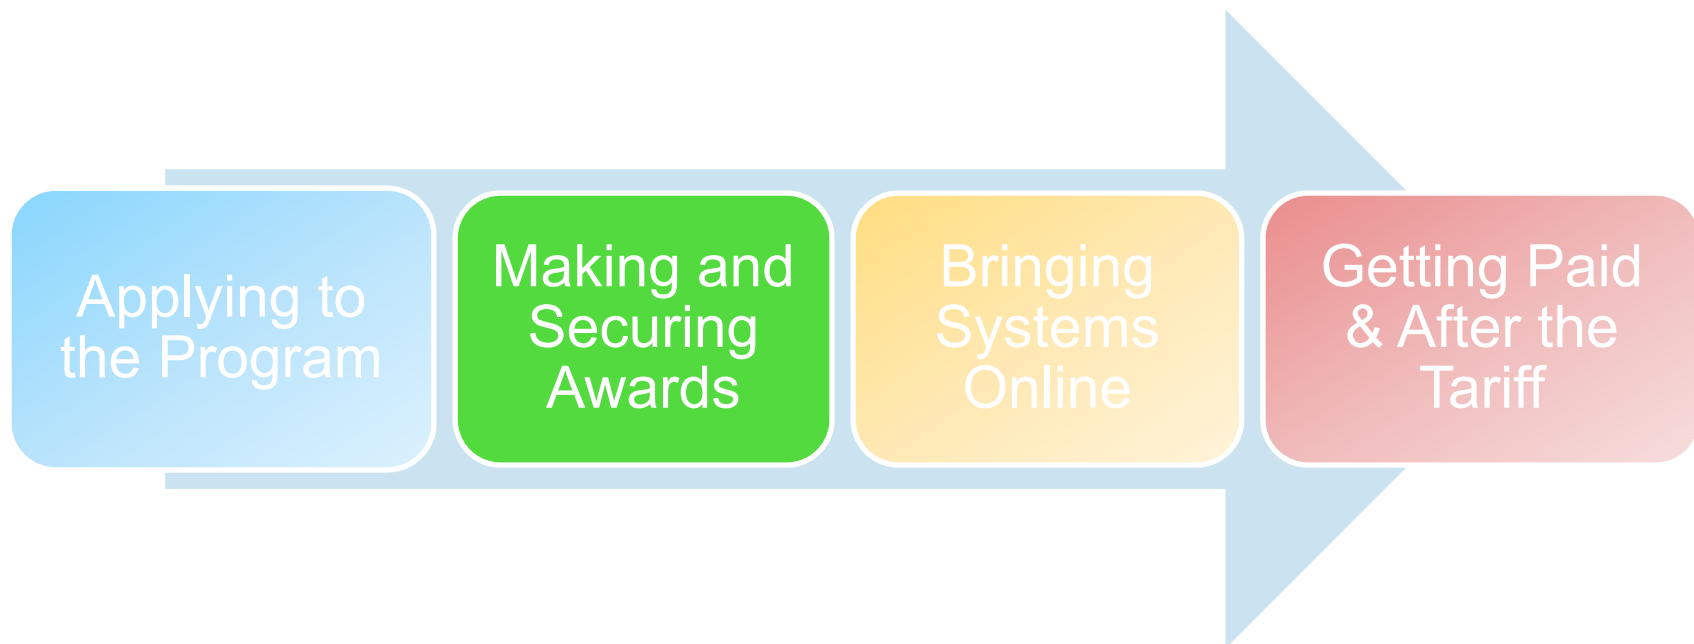 Applying to
the Program
Making and
Securing
Awards
Bringing
Systems
Online
Getting Paid
& After the
Tariff